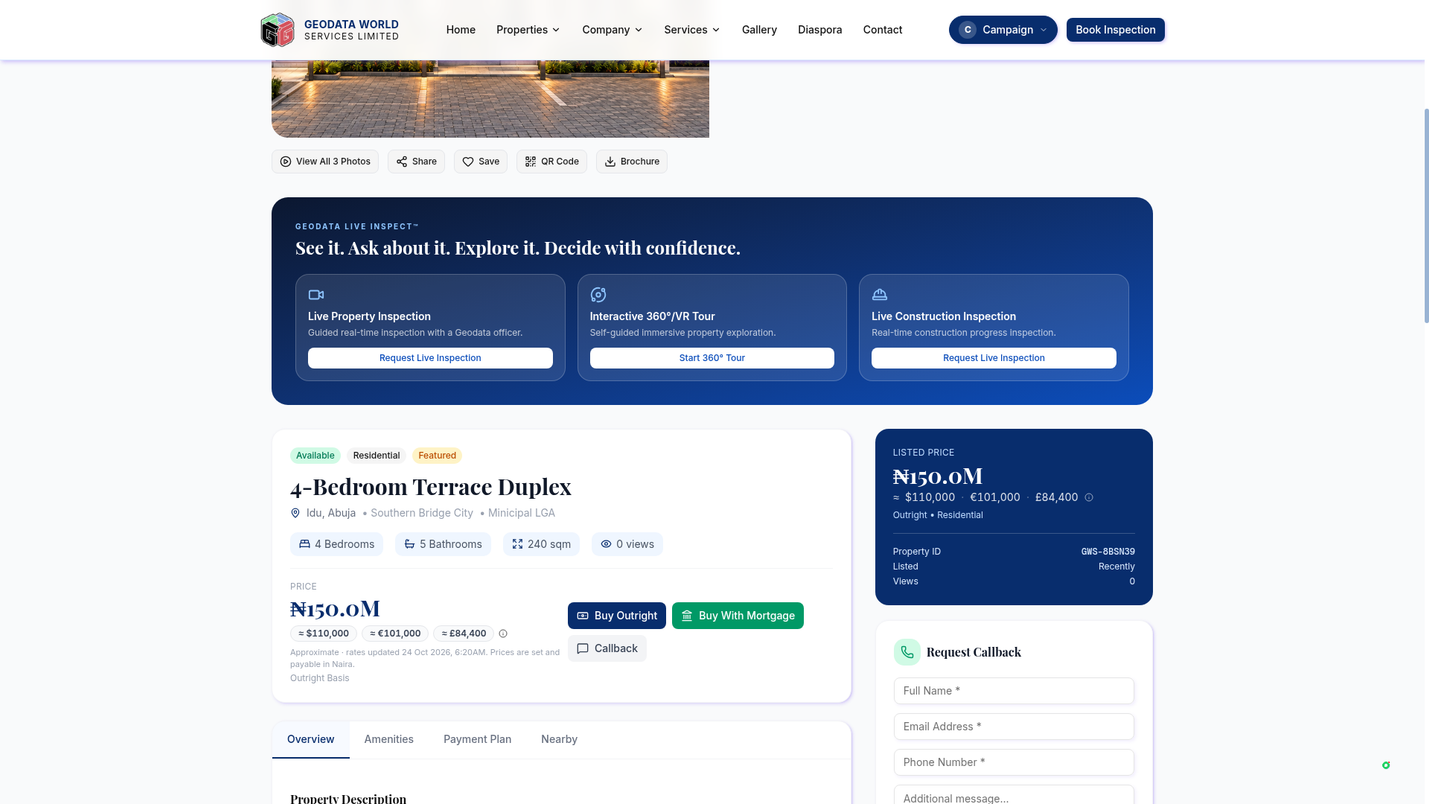 GEODATA WORLD
SERVICES LIMITED
Home
Properties
Company
Services
Gallery
Diaspora
Contact
C
Campaign
Book Inspection
View All 3 Photos
Share
Save
QR Code
Brochure
GEODATA LIVE INSPECT™
See it. Ask about it. Explore it. Decide with confidence.
Live Property Inspection
Guided real-time inspection with a Geodata officer.
Request Live Inspection
Interactive 360°/VR Tour
Self-guided immersive property exploration.
Start 360° Tour
Live Construction Inspection
Real-time construction progress inspection.
Request Live Inspection
Available
Residential
Featured
4-Bedroom Terrace Duplex
Idu, Abuja • Southern Bridge City • Minicipal LGA
4 Bedrooms
5 Bathrooms
240 sqm
0 views
PRICE
₦150.0M
≈ $110,000
≈ €101,000
≈ £84,400
Approximate · rates updated 24 Oct 2026, 6:20AM. Prices are set and
payable in Naira.
Outright Basis
Buy Outright
Buy With Mortgage
Callback
LISTED PRICE
₦150.0M
≈ $110,000 · €101,000 · £84,400
Outright • Residential
Property ID GWS-8BSN39
Listed Recently
Views 0
Request Callback
Full Name *
Email Address *
Phone Number *
Additional message...
Overview
Amenities
Payment Plan
Nearby
Property Description